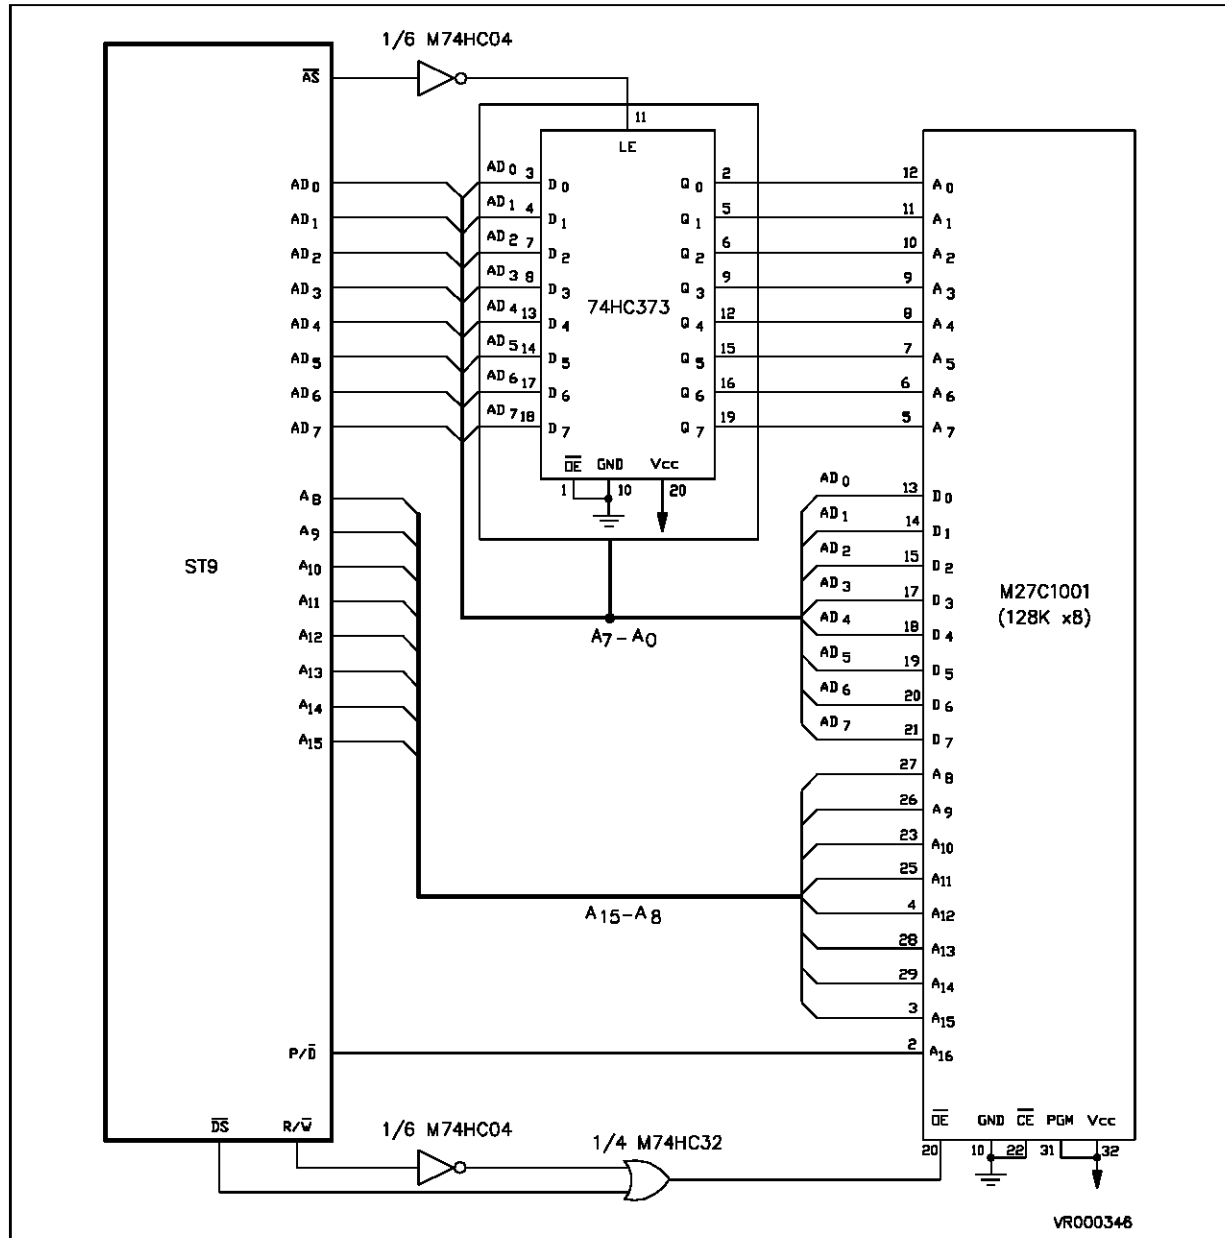 1/6 M74HC04
A̅S̅
11
LE
AD0 AD0 3 D0 Q0 2 12 A0
AD1 AD1 4 D1 Q1 5 11 A1
AD2 AD2 7 D2 Q2 6 10 A2
AD3 AD3 8 D3 Q3 9 9 A3
74HC373
AD4 AD4 13 D4 Q4 12 8 A4
AD5 AD5 14 D5 Q5 15 7 A5
AD6 AD6 17 D6 Q6 16 6 A6
AD7 AD7 18 D7 Q7 19 5 A7
O̅E̅ GND Vcc
1 10 20
A8
A9
A10
A11
A12
A13
A14
A15
ST9
AD0 13 D0
AD1 14 D1
AD2 15 D2
AD3 17 D3
AD4 18 D4
AD5 19 D5
AD6 20 D6
AD7 21 D7
M27C1001
(128K x8)
A7-A0
27 A8
26 A9
23 A10
25 A11
4 A12
28 A13
29 A14
3 A15
A15-A8
P/D̅ 2 A16
D̅S̅ R/W̅
1/6 M74HC04
1/4 M74HC32
O̅E̅ GND C̅E̅ PGM Vcc
20 10 22 31 32
VR000346